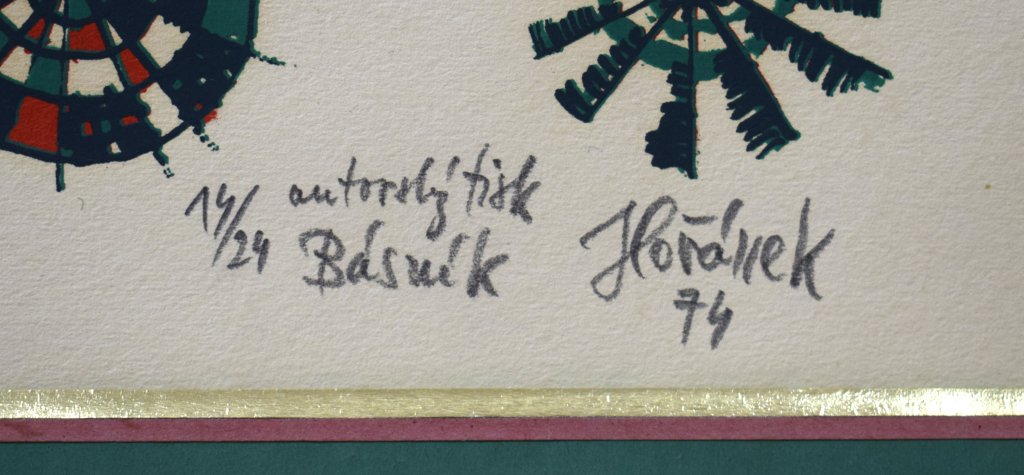 14/24 autorský tisk
Básník
Hořánek
74